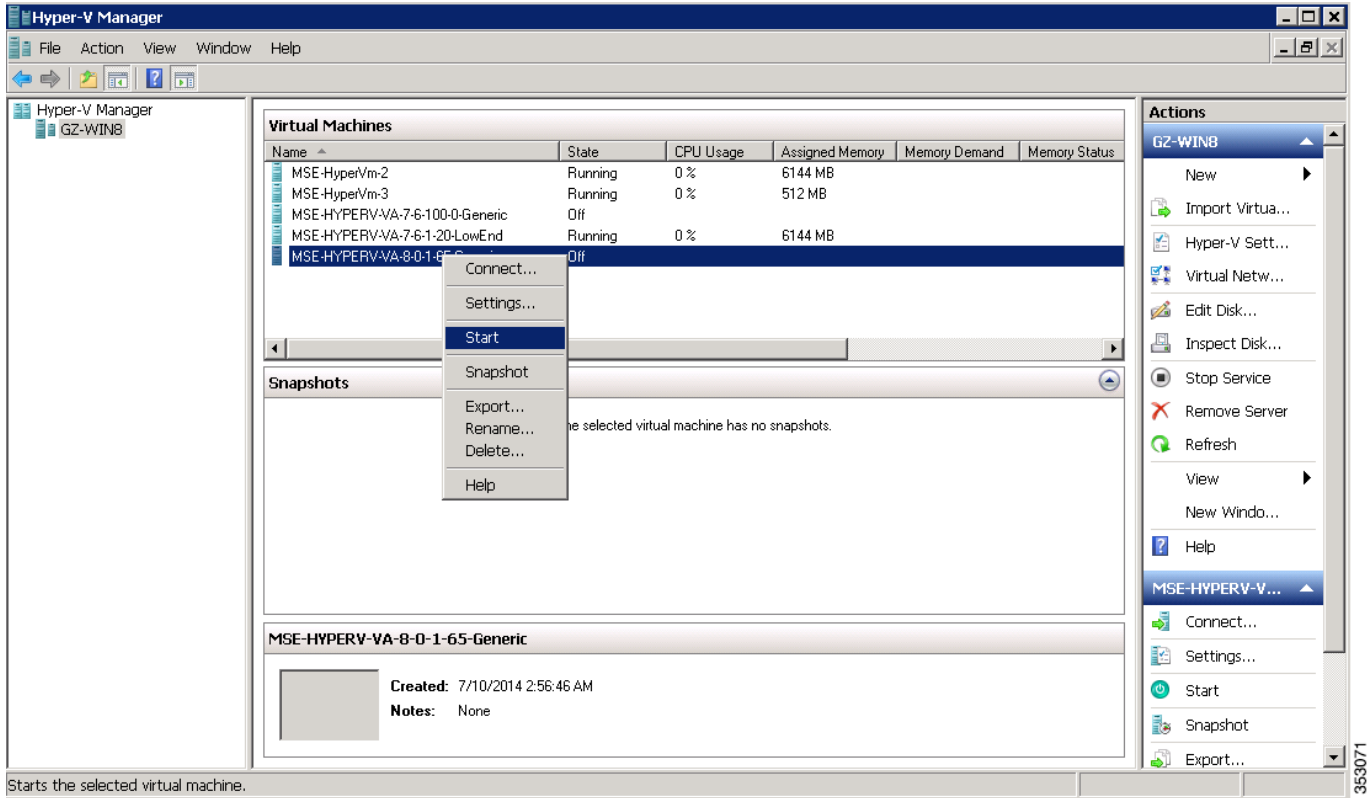 Hyper-V Manager
File Action View Window Help
Hyper-V Manager
GZ-WIN8
Virtual Machines
Name State CPU Usage Assigned Memory Memory Demand Memory Status
MSE-HyperVm-2 Running 0 % 6144 MB
MSE-HyperVm-3 Running 0 % 512 MB
MSE-HYPERV-VA-7-6-100-0-Generic Off
MSE-HYPERV-VA-7-6-1-20-LowEnd Running 0 % 6144 MB
MSE-HYPERV-VA-8-0-1-65-Generic Off
Connect...
Settings...
Start
Snapshot
Export...
Rename...
Delete...
Help
Snapshots
he selected virtual machine has no snapshots.
MSE-HYPERV-VA-8-0-1-65-Generic
Created: 7/10/2014 2:56:46 AM
Notes: None
Actions
GZ-WIN8
New
Import Virtua...
Hyper-V Sett...
Virtual Netw...
Edit Disk...
Inspect Disk...
Stop Service
Remove Server
Refresh
View
New Windo...
Help
MSE-HYPERV-V...
Connect...
Settings...
Start
Snapshot
Export...
Starts the selected virtual machine.
353071